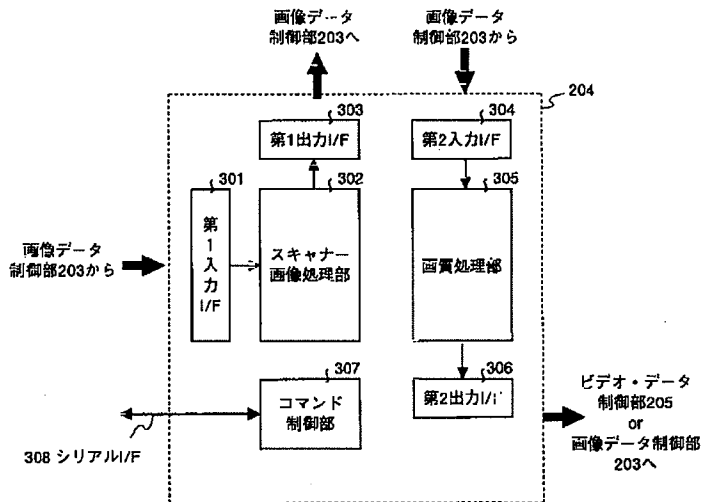 画像データ
制御部203へ
画像データ
制御部203から
204
303
第1出力I/F
304
第2入力I/F
301
第1入力I/F
302
スキャナー
画像処理部
305
画質処理部
画像データ
制御部203から
307
コマンド
制御部
306
第2出力I/F
308 シリアルI/F
ビデオ・データ
制御部205
or
画像データ制御部
203へ